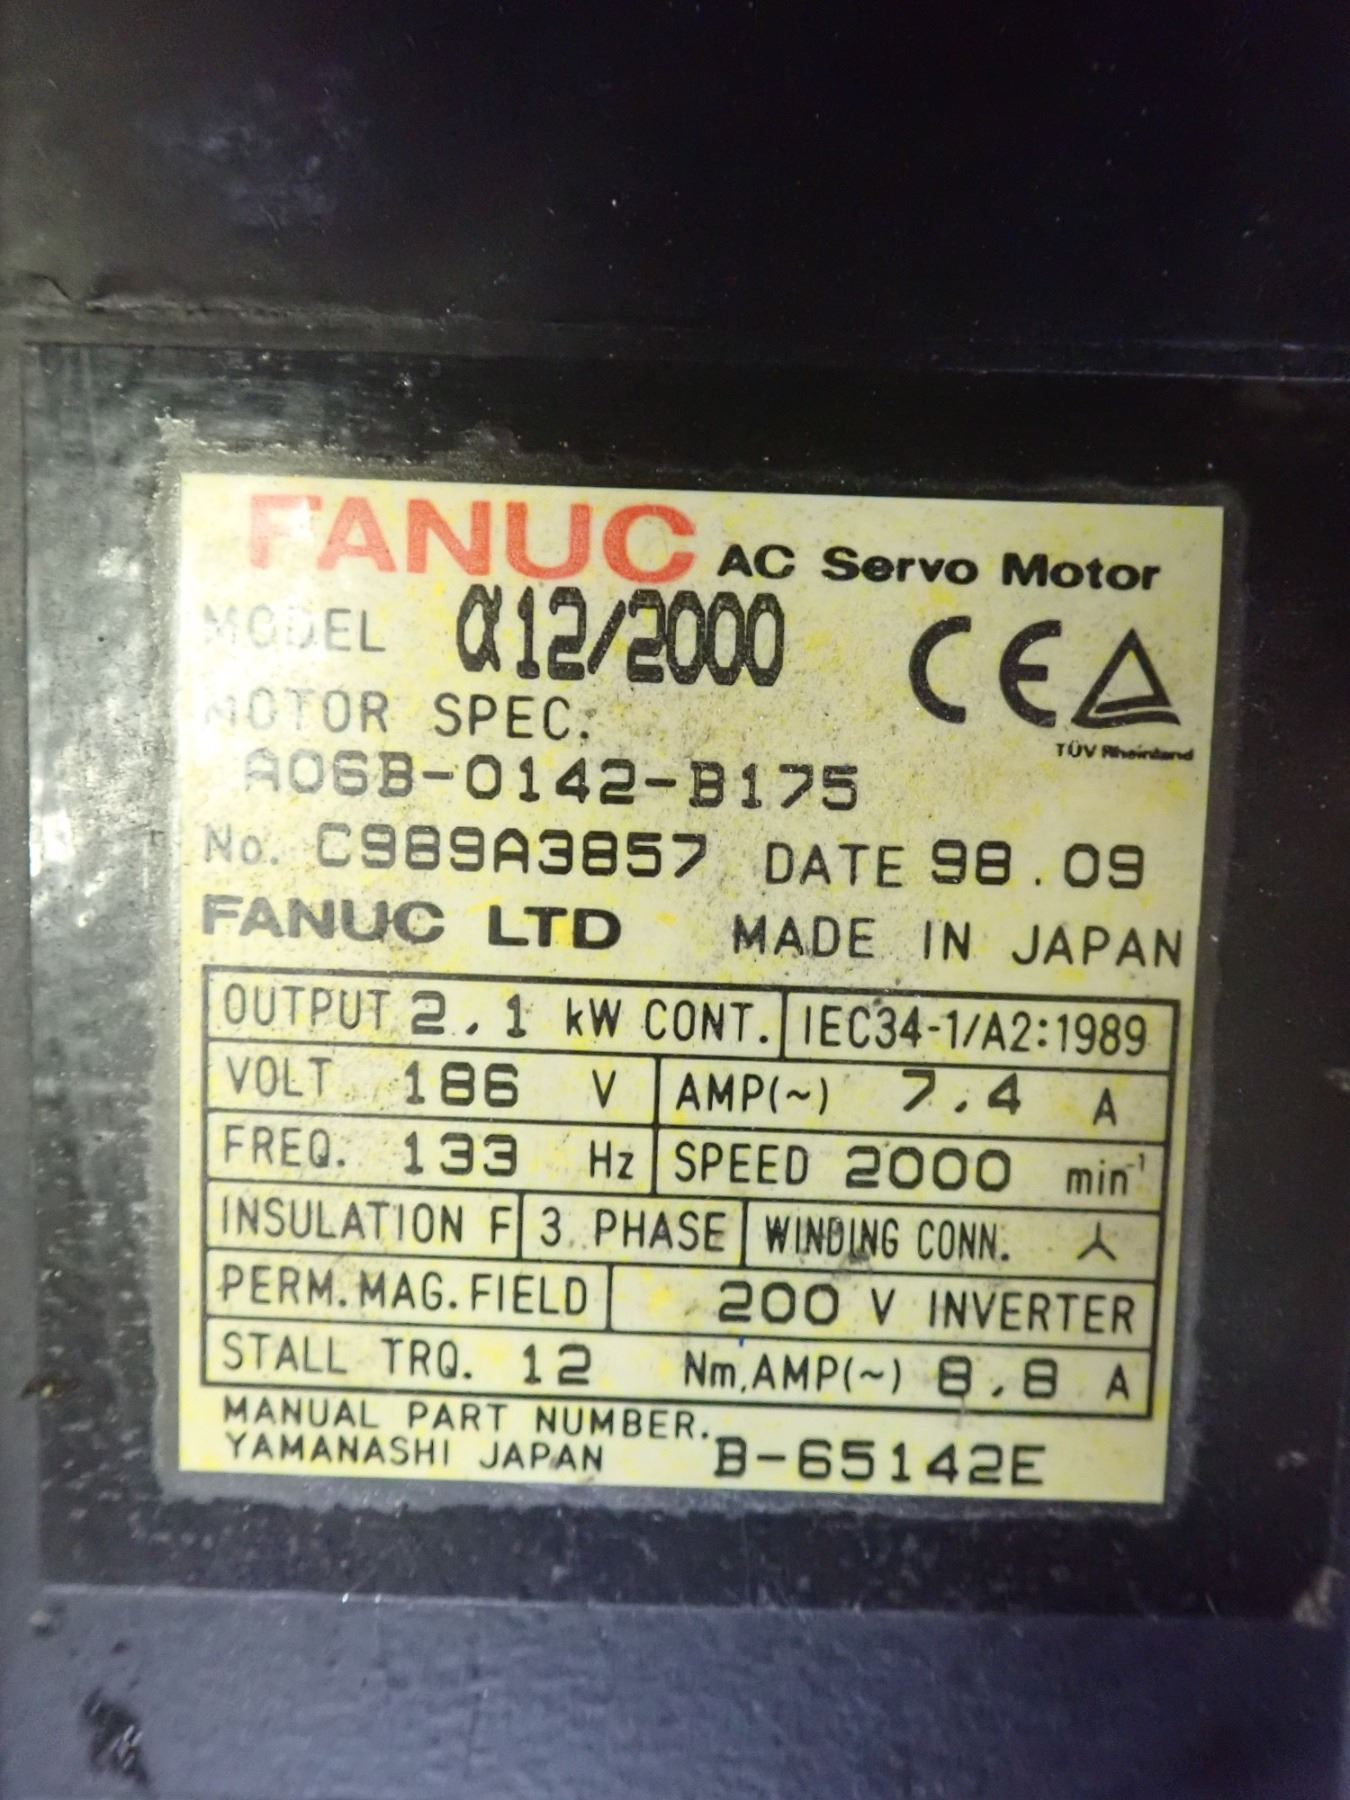 FANUC AC Servo Motor
MODEL α12/2000
CE
TÜV Rheinland
MOTOR SPEC.
A06B-0142-B175
No. C989A3857 DATE 98.09
FANUC LTD MADE IN JAPAN
OUTPUT 2.1 kW CONT. IEC34-1/A2:1989
VOLT 186 V AMP(~) 7.4 A
FREQ. 133 Hz SPEED 2000 min⁻¹
INSULATION F 3 PHASE WINDING CONN.
PERM.MAG.FIELD 200 V INVERTER
STALL TRQ. 12 Nm,AMP(~) 8.8 A
MANUAL PART NUMBER.
YAMANASHI JAPAN B-65142E